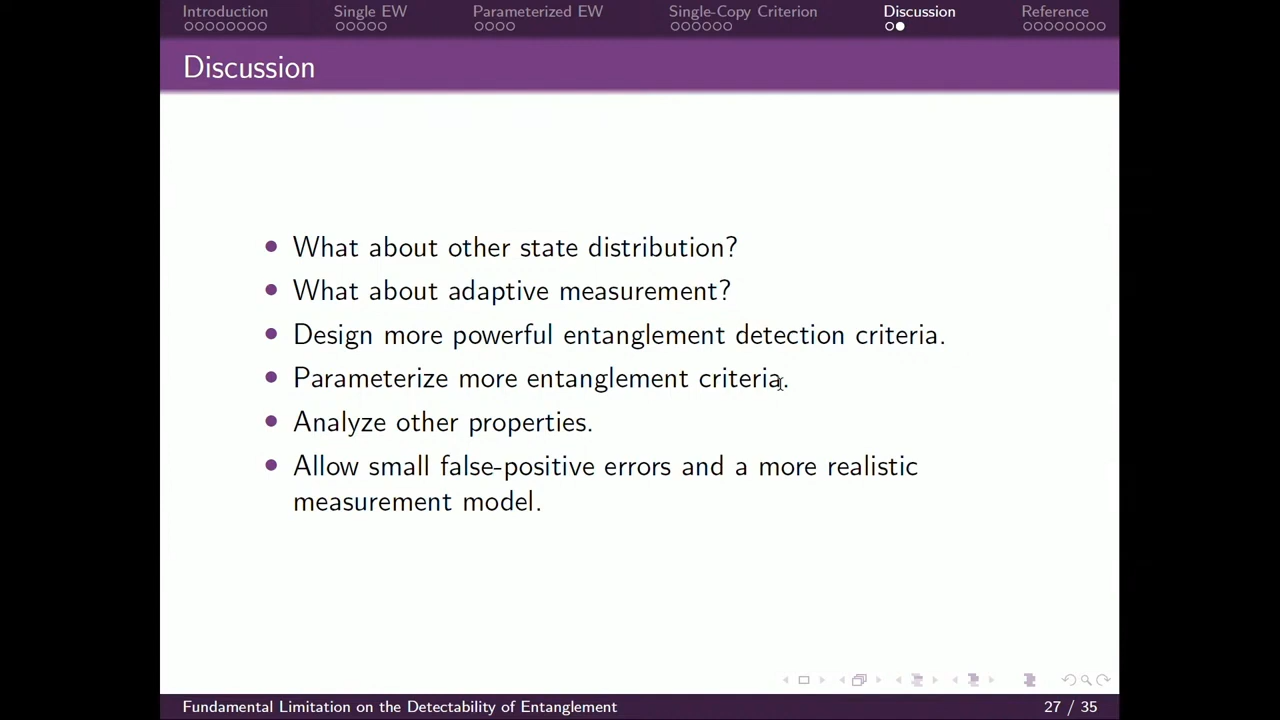 Introduction Single EW Parameterized EW Single-Copy Criterion Discussion Reference
Discussion
• What about other state distribution?
• What about adaptive measurement?
• Design more powerful entanglement detection criteria.
• Parameterize more entanglement criteria.
• Analyze other properties.
• Allow small false-positive errors and a more realistic
measurement model.
Fundamental Limitation on the Detectability of Entanglement 27 / 35